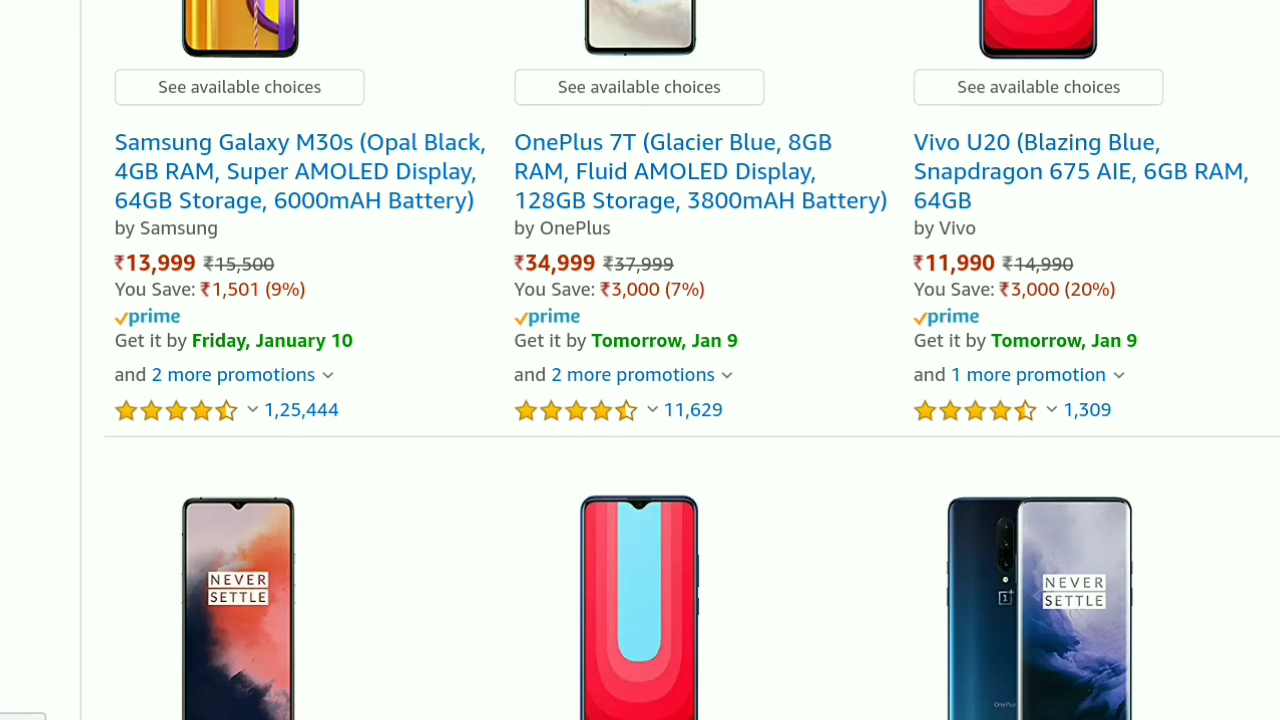 See available choices
See available choices
See available choices
Samsung Galaxy M30s (Opal Black,
4GB RAM, Super AMOLED Display,
64GB Storage, 6000mAH Battery)
by Samsung
₹13,999 ₹15,500
You Save: ₹1,501 (9%)
prime
Get it by Friday, January 10
and 2 more promotions
1,25,444
OnePlus 7T (Glacier Blue, 8GB
RAM, Fluid AMOLED Display,
128GB Storage, 3800mAH Battery)
by OnePlus
₹34,999 ₹37,999
You Save: ₹3,000 (7%)
prime
Get it by Tomorrow, Jan 9
and 2 more promotions
11,629
Vivo U20 (Blazing Blue,
Snapdragon 675 AIE, 6GB RAM,
64GB
by Vivo
₹11,990 ₹14,990
You Save: ₹3,000 (20%)
prime
Get it by Tomorrow, Jan 9
and 1 more promotion
1,309
NEVER
SETTLE
NEVER
SETTLE
OnePlus